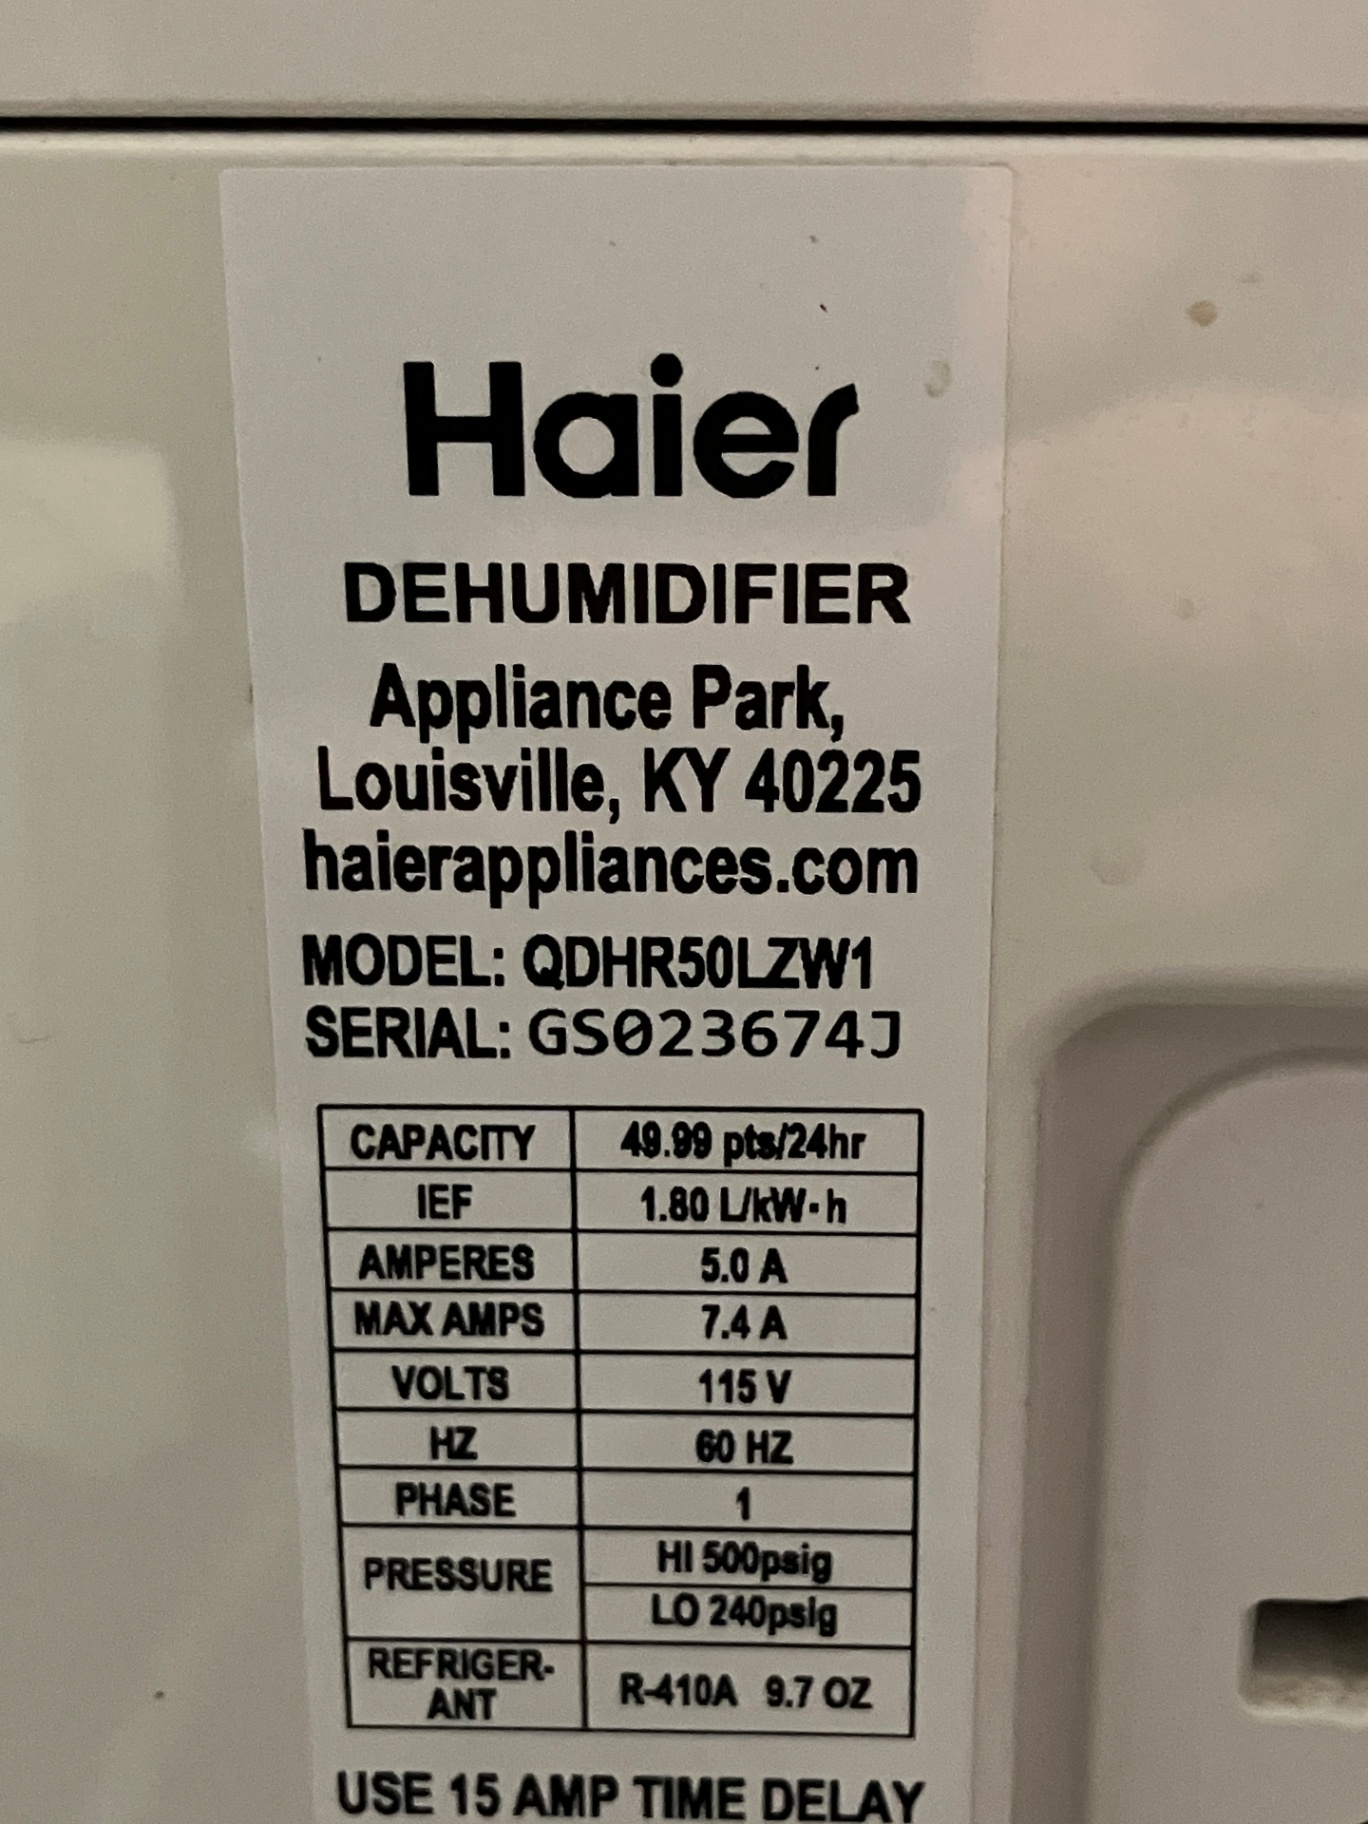 Haier
DEHUMIDIFIER
Appliance Park,
Louisville, KY 40225
haierappliances.com
MODEL: QDHR50LZW1
SERIAL: GS023674J
CAPACITY 49.99 pts/24hr
IEF 1.80 L/kW·h
AMPERES 5.0 A
MAX AMPS 7.4 A
VOLTS 115 V
HZ 60 HZ
PHASE 1
PRESSURE HI 500psig
LO 240psig
REFRIGER-
ANT R-410A 9.7 OZ
USE 15 AMP TIME DELAY